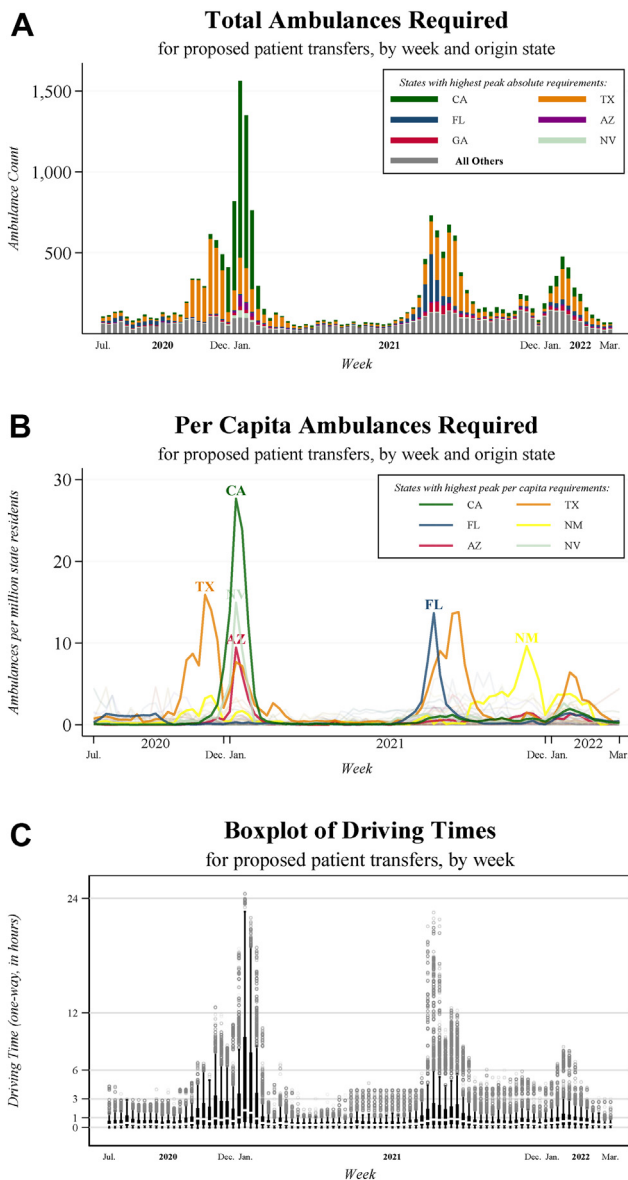 A
Total Ambulances Required
for proposed patient transfers, by week and origin state
States with highest peak absolute requirements:
CA TX
FL AZ
GA NV
All Others
Ambulance Count
1,500
1,000
500
Jul. 2020 Dec. Jan. 2021 Dec. Jan. 2022 Mar.
Week
B
Per Capita Ambulances Required
for proposed patient transfers, by week and origin state
States with highest peak per capita requirements:
CA TX
FL NM
AZ NV
Ambulances per million state residents
30
20
10
0
CA
TX
NV
FL
AZ
NM
2020 2021 2022
Jul. Dec. Jan. Dec. Jan. Mar
Week
C
Boxplot of Driving Times
for proposed patient transfers, by week
Driving Time (one-way, in hours)
24
12
6
3
1
0
Jul. 2020 Dec. Jan. 2021 Dec. Jan. 2022 Mar.
Week